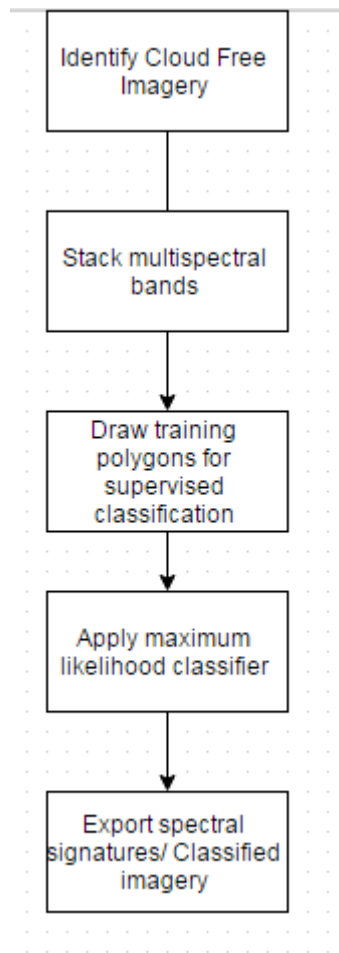 Identify Cloud Free
Imagery
Stack multispectral
bands
Draw training
polygons for
supervised
classification
Apply maximum
likelihood classifier
Export spectral
signatures/ Classified
imagery